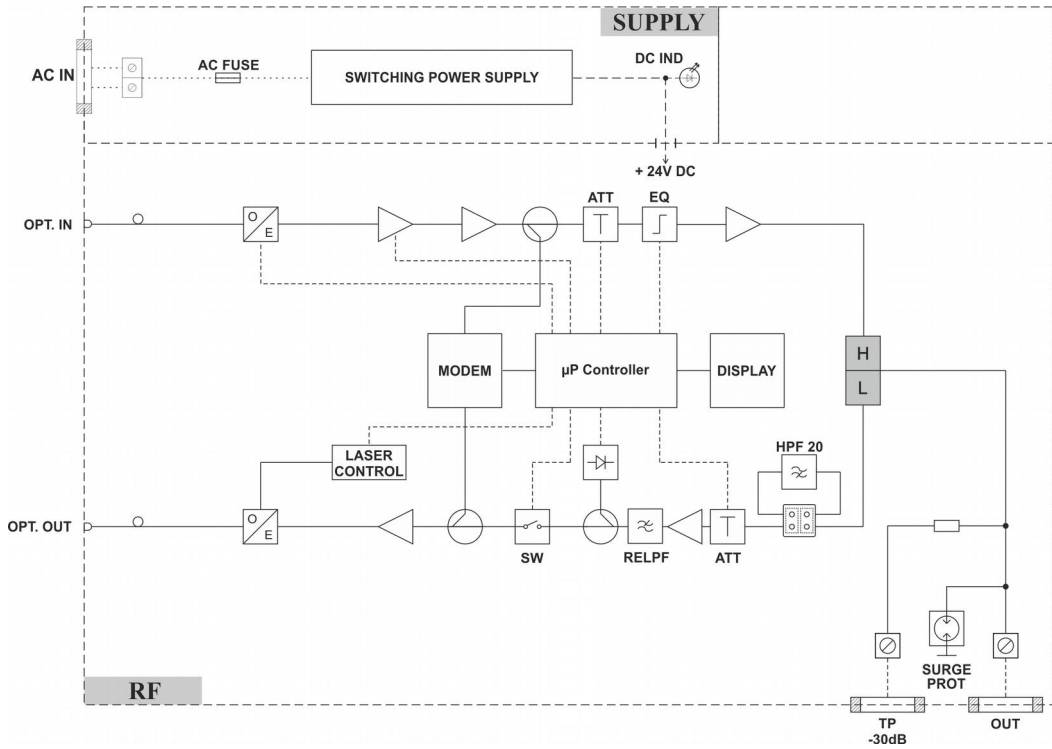 SUPPLY
DC IND
AC FUSE
AC IN
SWITCHING POWER SUPPLY
+ 24V DC
ATT
EQ
OPT. IN
O
E
MODEM
µP Controller
DISPLAY
H
L
LASER
CONTROL
HPF 20
OPT. OUT
O
E
SW
RELPF
ATT
SURGE
PROT
RF
TP
-30dB
OUT